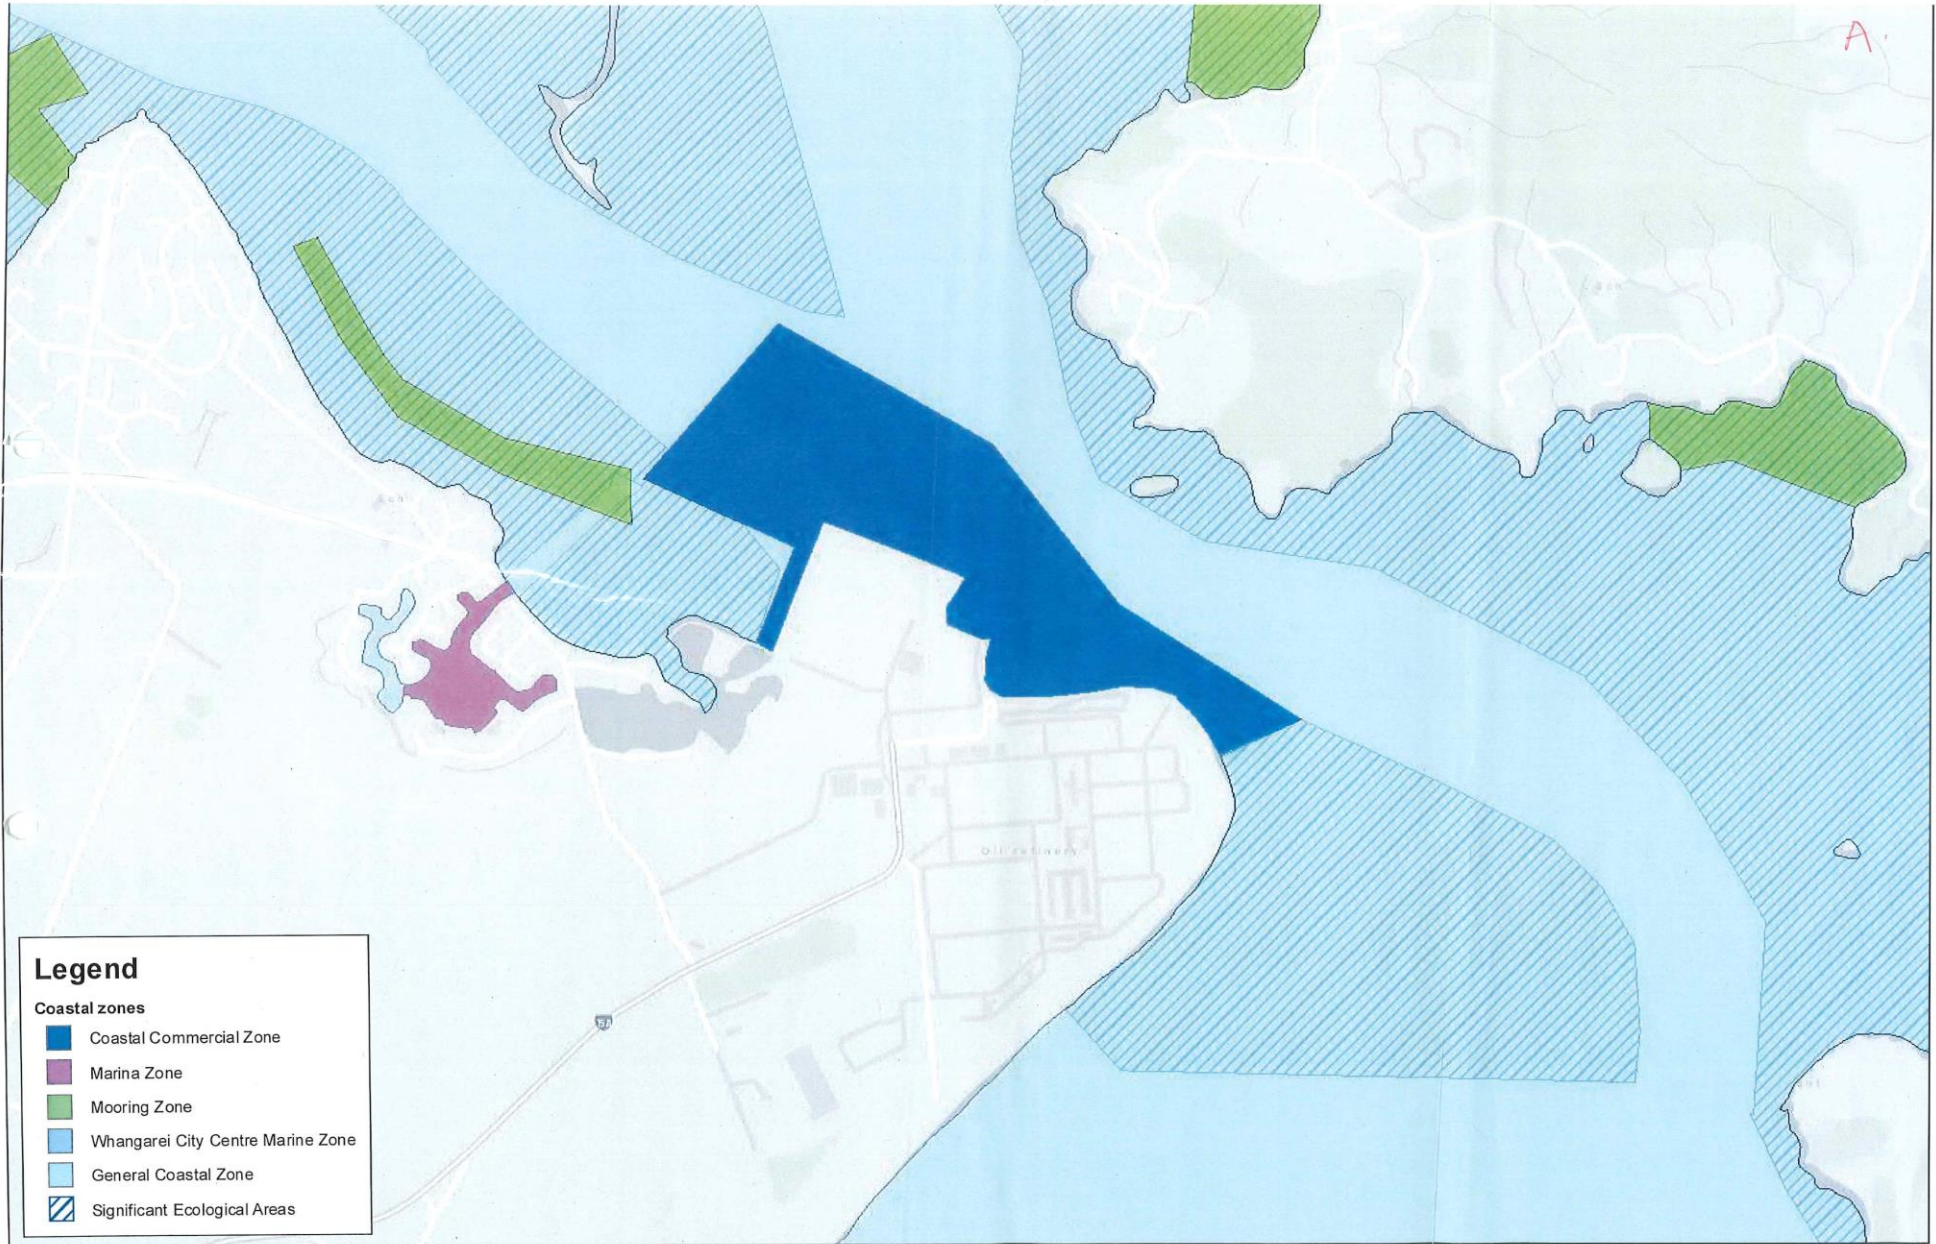 A.
Oil refinery
Legend
Coastal zones
Coastal Commercial Zone
Marina Zone
Mooring Zone
Whangarei City Centre Marine Zone
General Coastal Zone
Significant Ecological Areas